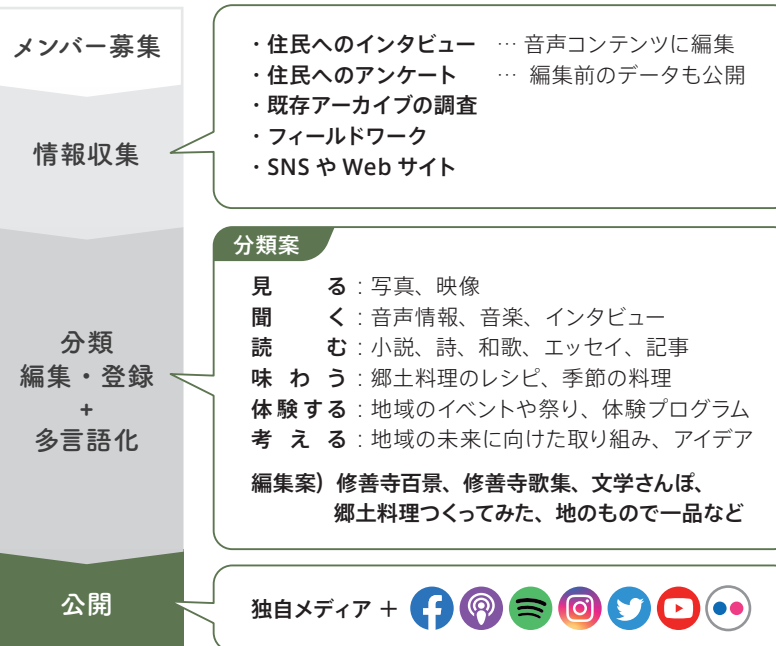 メンバー募集
情報収集
・住民へのインタビュー … 音声コンテンツに編集
・住民へのアンケート … 編集前のデータも公開
・既存アーカイブの調査
・フィールドワーク
・SNS や Web サイト
分類
編集・登録
+
多言語化
分類案
見る：写真、映像
聞く：音声情報、音楽、インタビュー
読む：小説、詩、和歌、エッセイ、記事
味わう：郷土料理のレシピ、季節の料理
体験する：地域のイベントや祭り、体験プログラム
考える：地域の未来に向けた取り組み、アイデア
編集案）修善寺百景、修善寺歌集、文学さんぽ、
郷土料理つくってみた、地のもので一品など
公開
独自メディア ＋